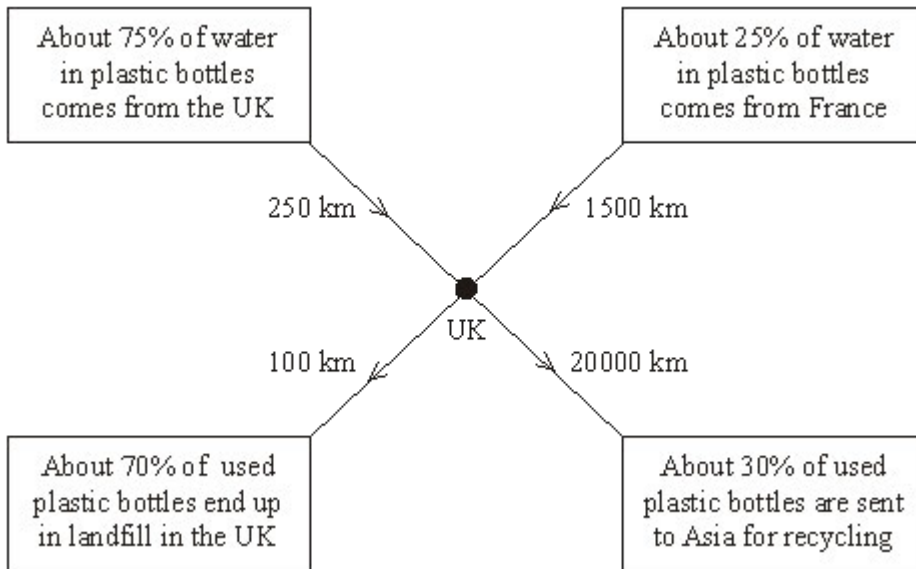 About 75% of water
in plastic bottles
comes from the UK
About 25% of water
in plastic bottles
comes from France
250 km
1500 km
UK
100 km
20000 km
About 70% of used
plastic bottles end up
in landfill in the UK
About 30% of used
plastic bottles are sent
to Asia for recycling